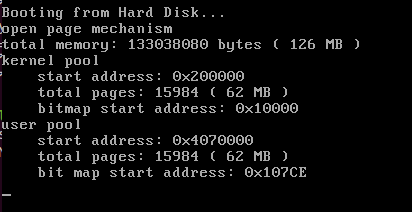 Booting from Hard Disk...
open page mechanism
total memory: 133038080 bytes ( 126 MB )
kernel pool
    start address: 0x200000
    total pages: 15984 ( 62 MB )
    bitmap start address: 0x10000
user pool
    start address: 0x4070000
    total pages: 15984 ( 62 MB )
    bit map start address: 0x107CE